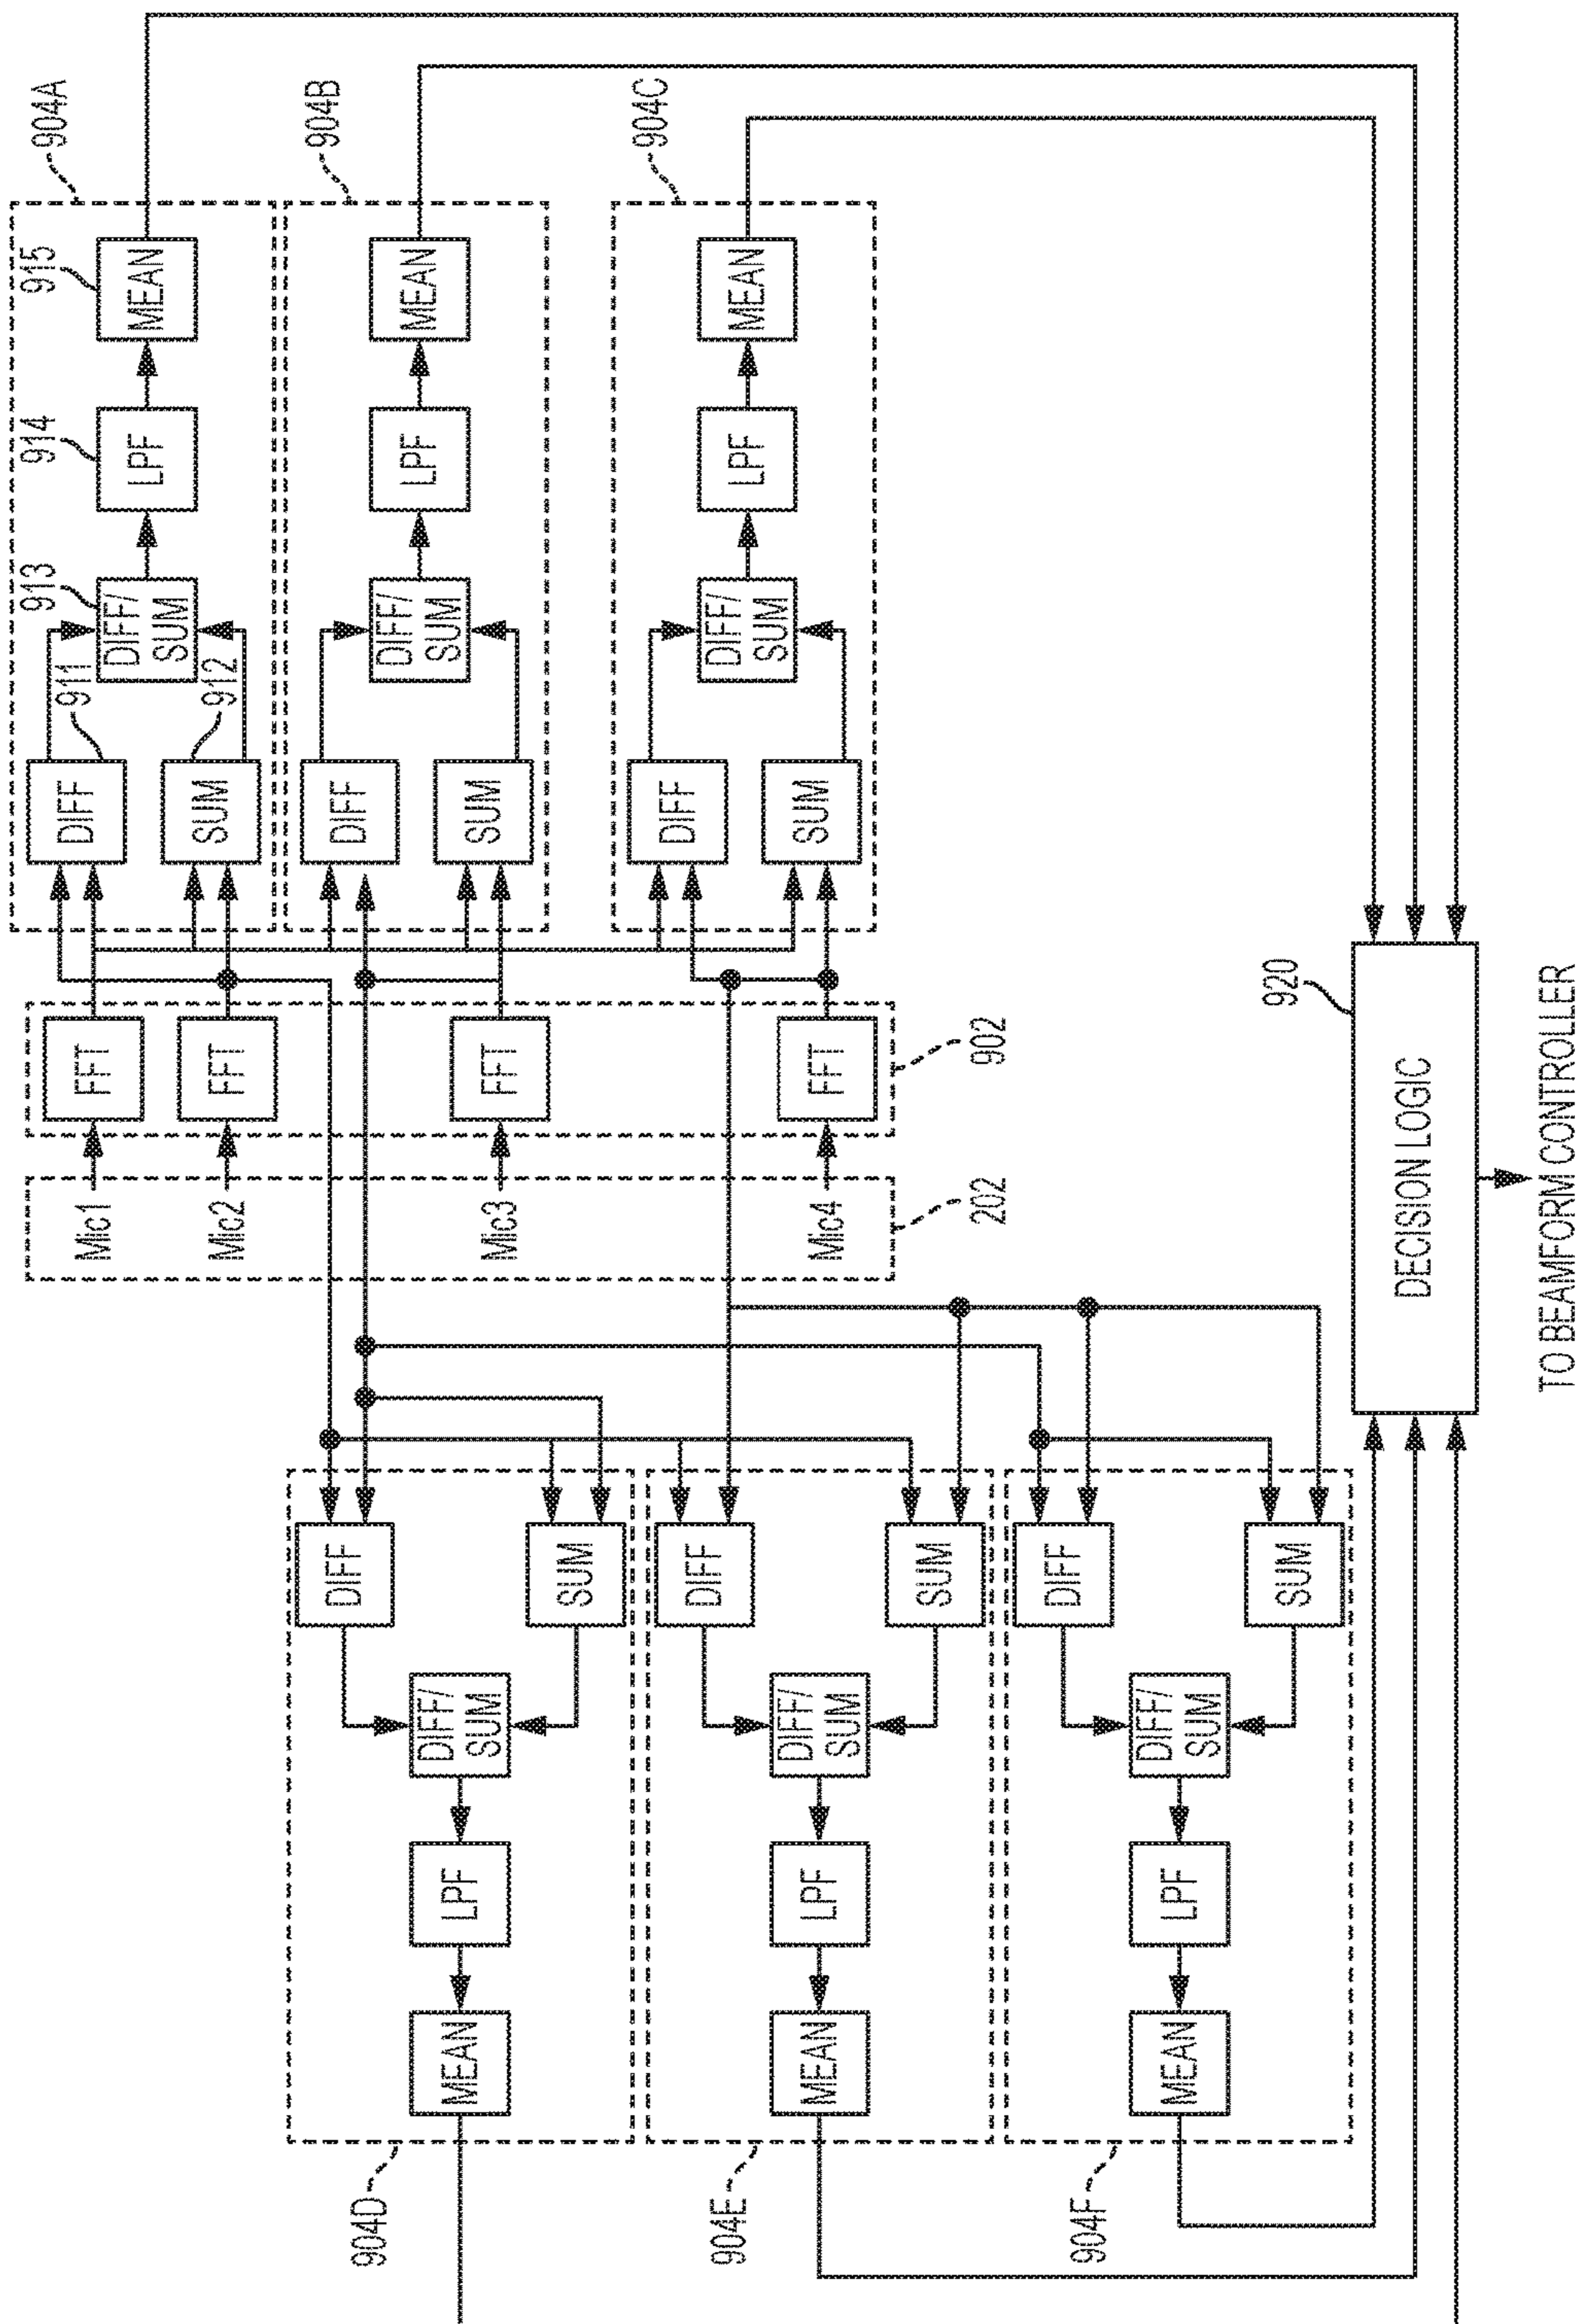 904A
915
MEAN
914
LPF
913
DIFF/
SUM
911
DIFF
912
SUM
904B
MEAN
LPF
DIFF/
SUM
DIFF
SUM
904C
MEAN
LPF
DIFF/
SUM
DIFF
SUM
FFT
FFT
FFT
FFT
902
Mic1
Mic2
Mic3
Mic4
202
DIFF
SUM
DIFF/
SUM
LPF
MEAN
904D
DIFF
SUM
DIFF/
SUM
LPF
MEAN
904E
DIFF
SUM
DIFF/
SUM
LPF
MEAN
904F
920
DECISION LOGIC
TO BEAMFORM CONTROLLER